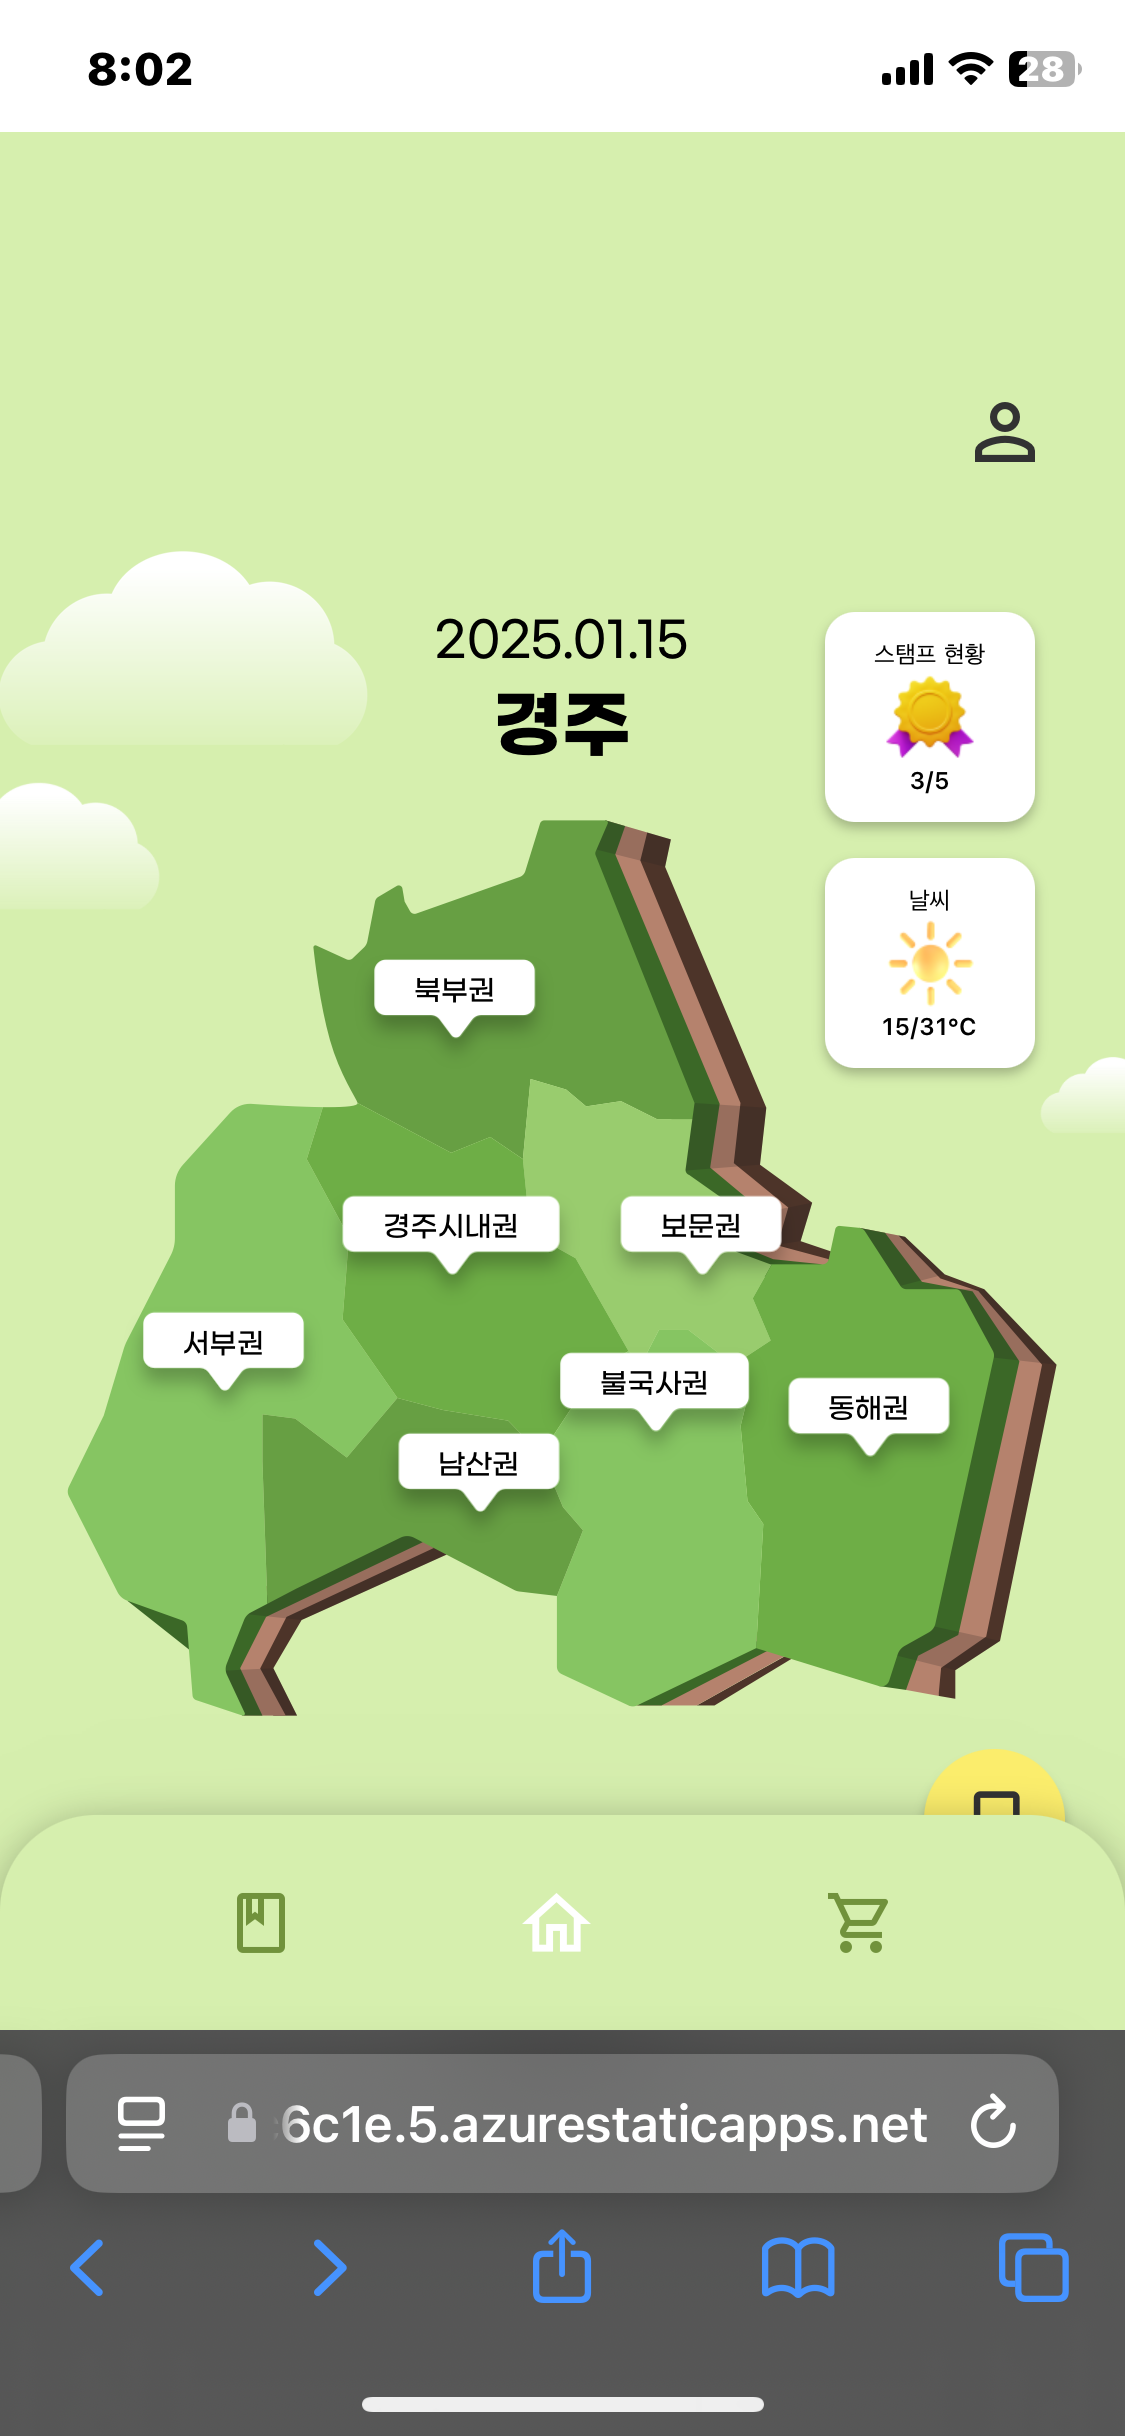 8:02
28
2025.01.15
경주
스탬프 현황
3/5
날씨
15/31°C
북부권
경주시내권
보문권
서부권
불국사권
동해권
남산권
6c1e.5.azurestaticapps.net